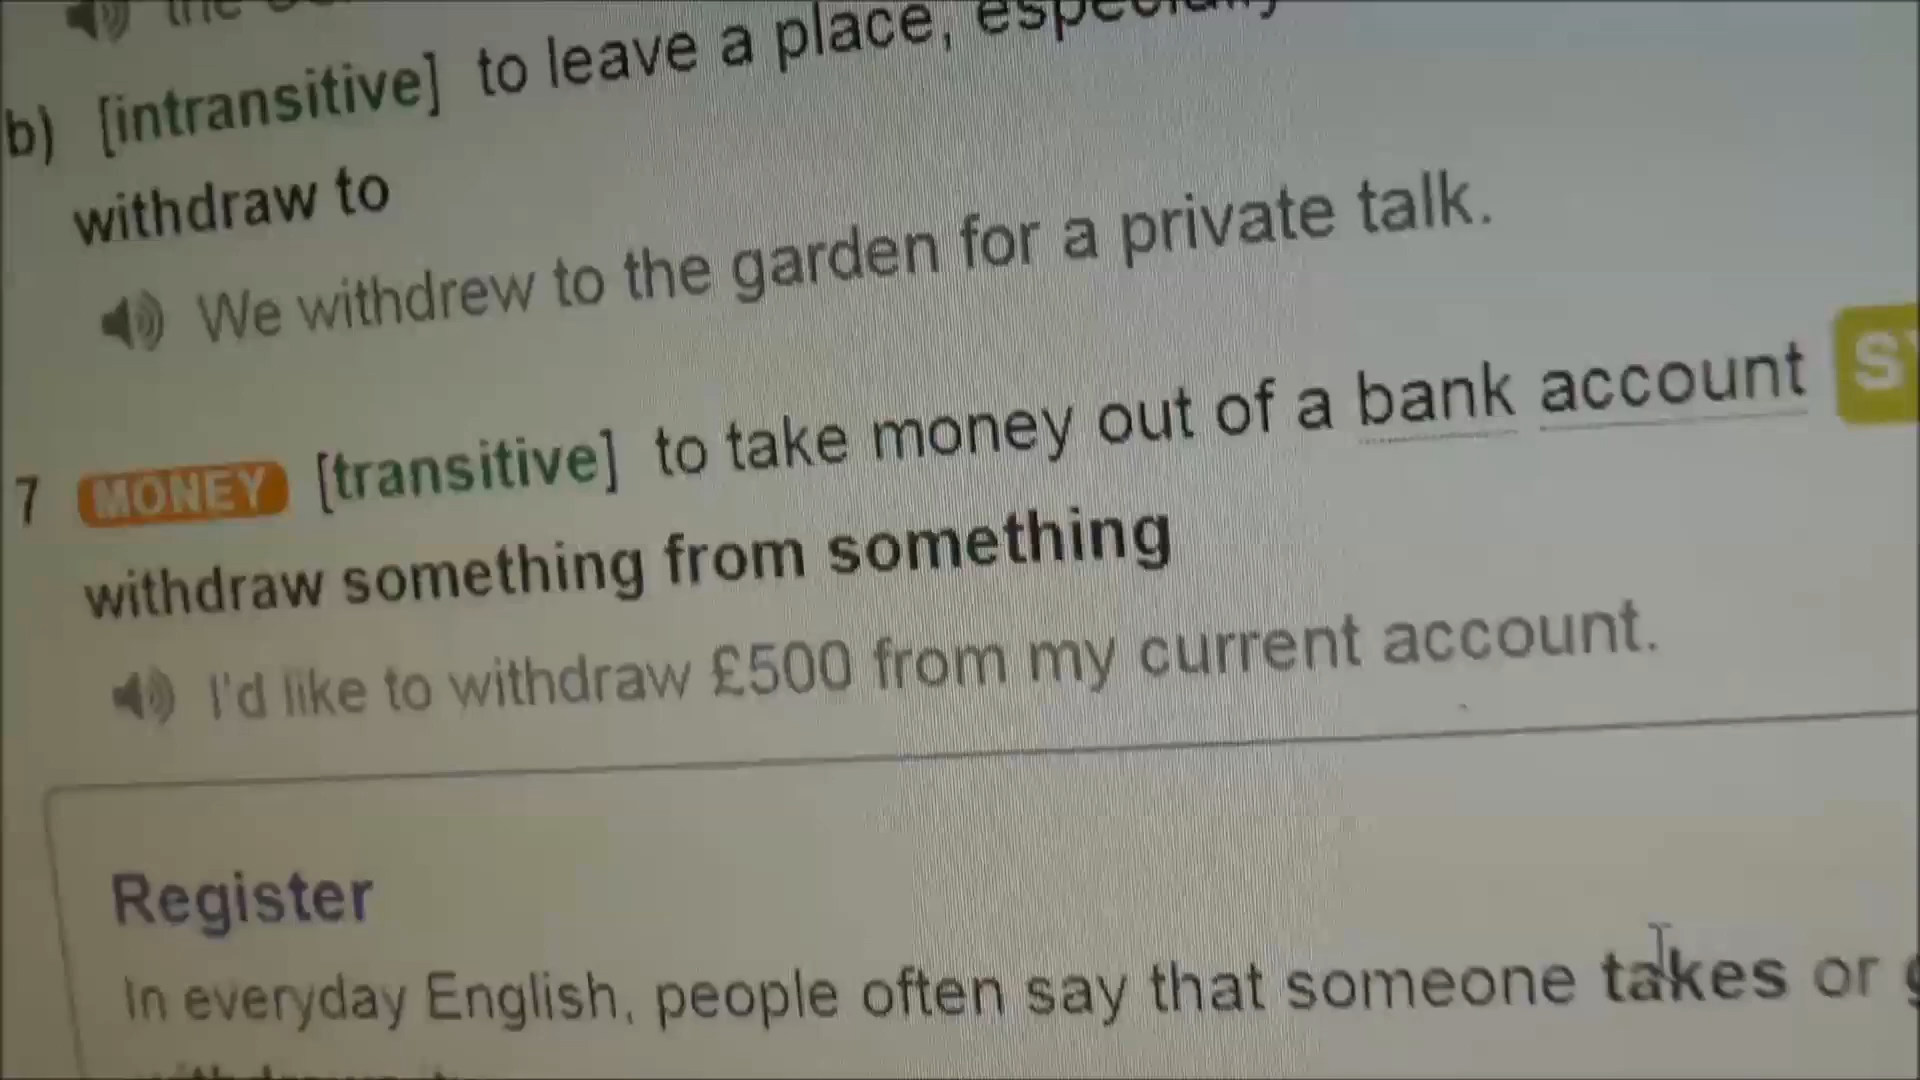 the
b) [intransitive] to leave a place, especially
withdraw to
We withdrew to the garden for a private talk.
7 MONEY [transitive] to take money out of a bank account S
withdraw something from something
I'd like to withdraw £500 from my current account.
Register
In everyday English, people often say that someone takes or